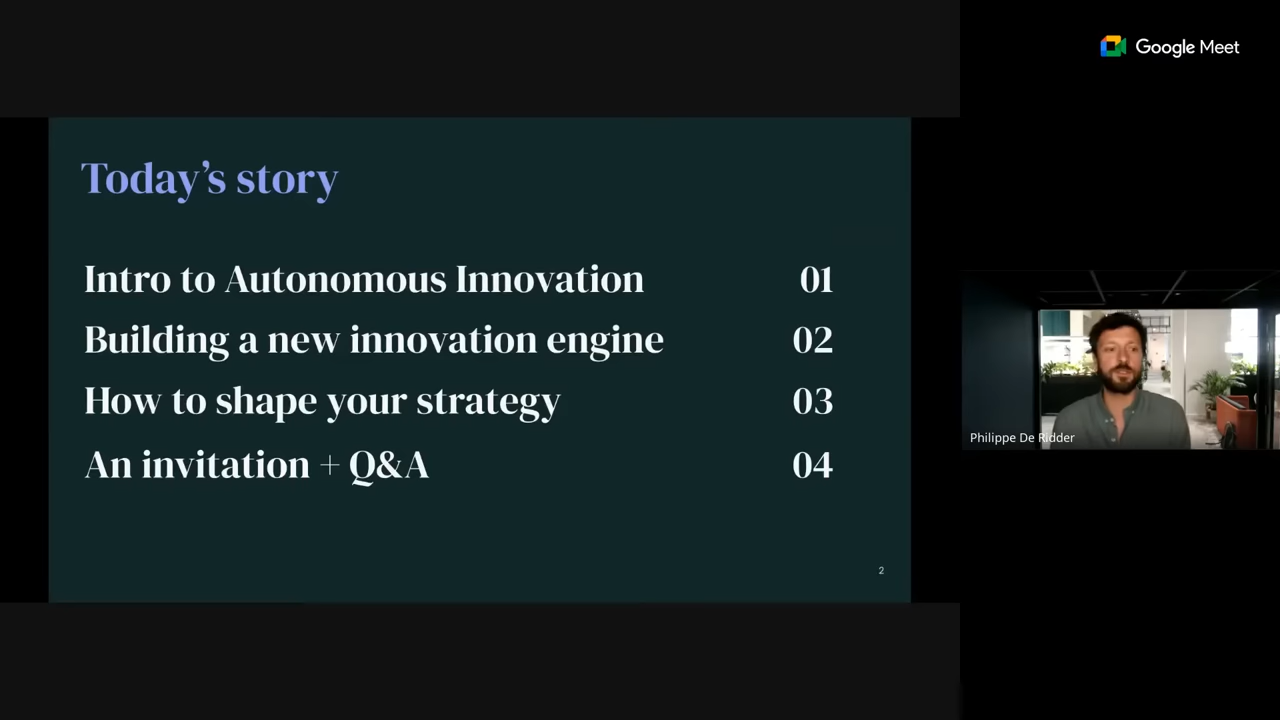 Google Meet
Today's story
Intro to Autonomous Innovation 01
Building a new innovation engine 02
How to shape your strategy 03
An invitation + Q&A 04
2
Philippe De Ridder